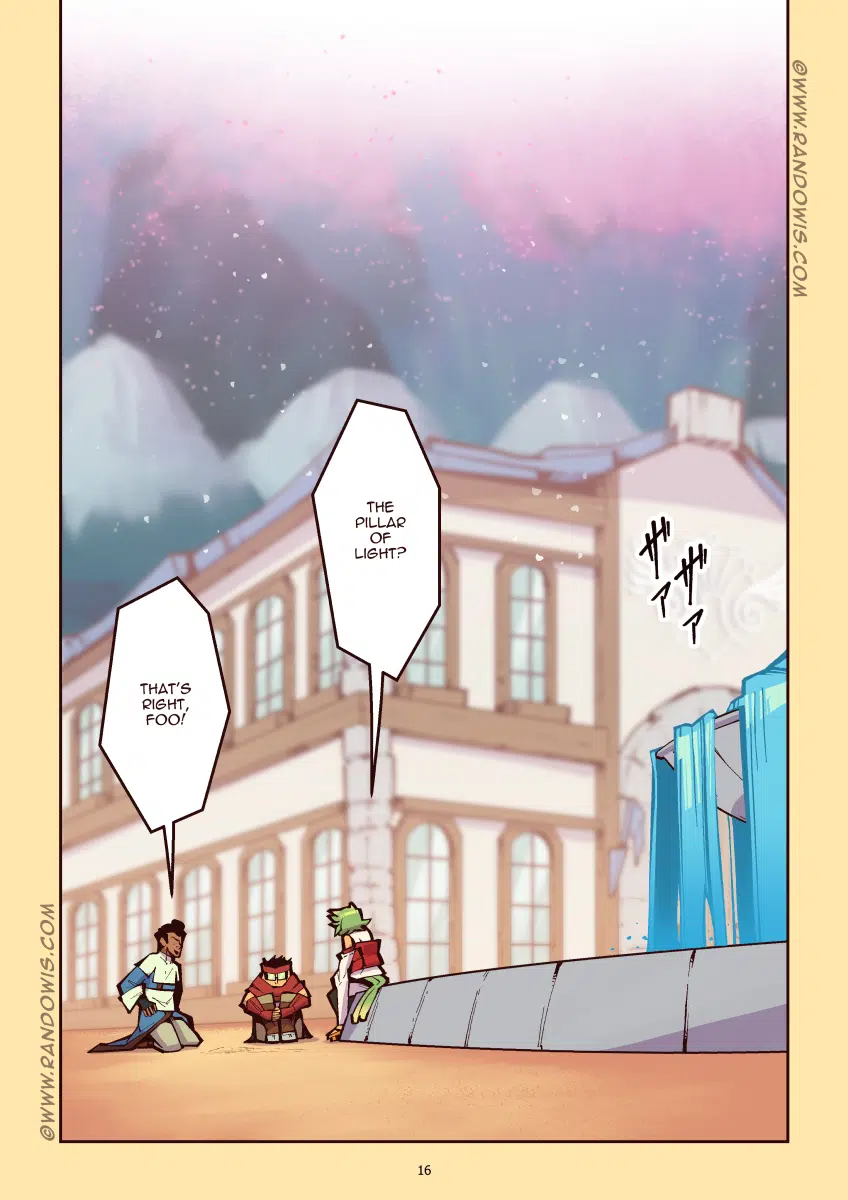 ©WWW.RANDOWIS.COM
THE
PILLAR
OF
LIGHT?
ザァ
ザァ
THAT'S
RIGHT,
FOO!
©WWW.RANDOWIS.COM
16